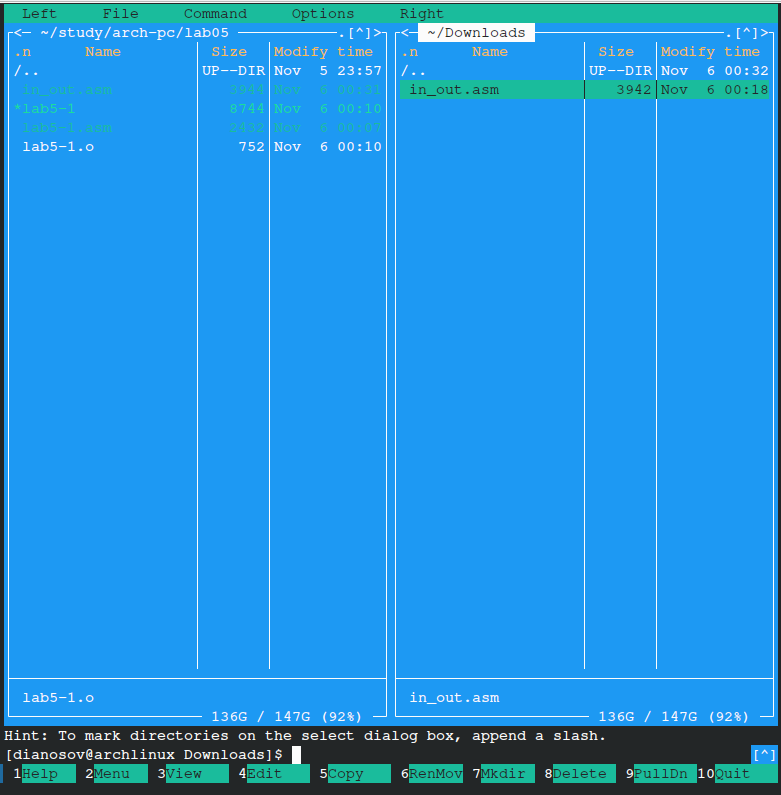 Left File Command Options Right
<─ ~/study/arch-pc/lab05 ─.[^]>
.n Name Size Modify time
/.. UP--DIR Nov 5 23:57
in_out.asm 3944 Nov 6 00:31
*lab5-1 8744 Nov 6 00:10
lab5-1.asm 2432 Nov 6 00:07
lab5-1.o 752 Nov 6 00:10
lab5-1.o
136G / 147G (92%)
<─ ~/Downloads ─.[^]>
.n Name Size Modify time
/.. UP--DIR Nov 6 00:32
in_out.asm 3942 Nov 6 00:18
in_out.asm
136G / 147G (92%)
Hint: To mark directories on the select dialog box, append a slash.
[dianosov@archlinux Downloads]$ [^]
1Help 2Menu 3View 4Edit 5Copy 6RenMov 7Mkdir 8Delete 9PullDn 10Quit